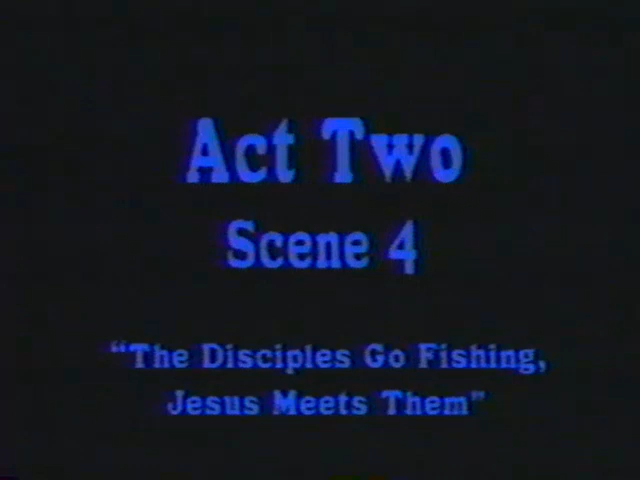 Act Two
Scene 4
“The Disciples Go Fishing,
Jesus Meets Them”